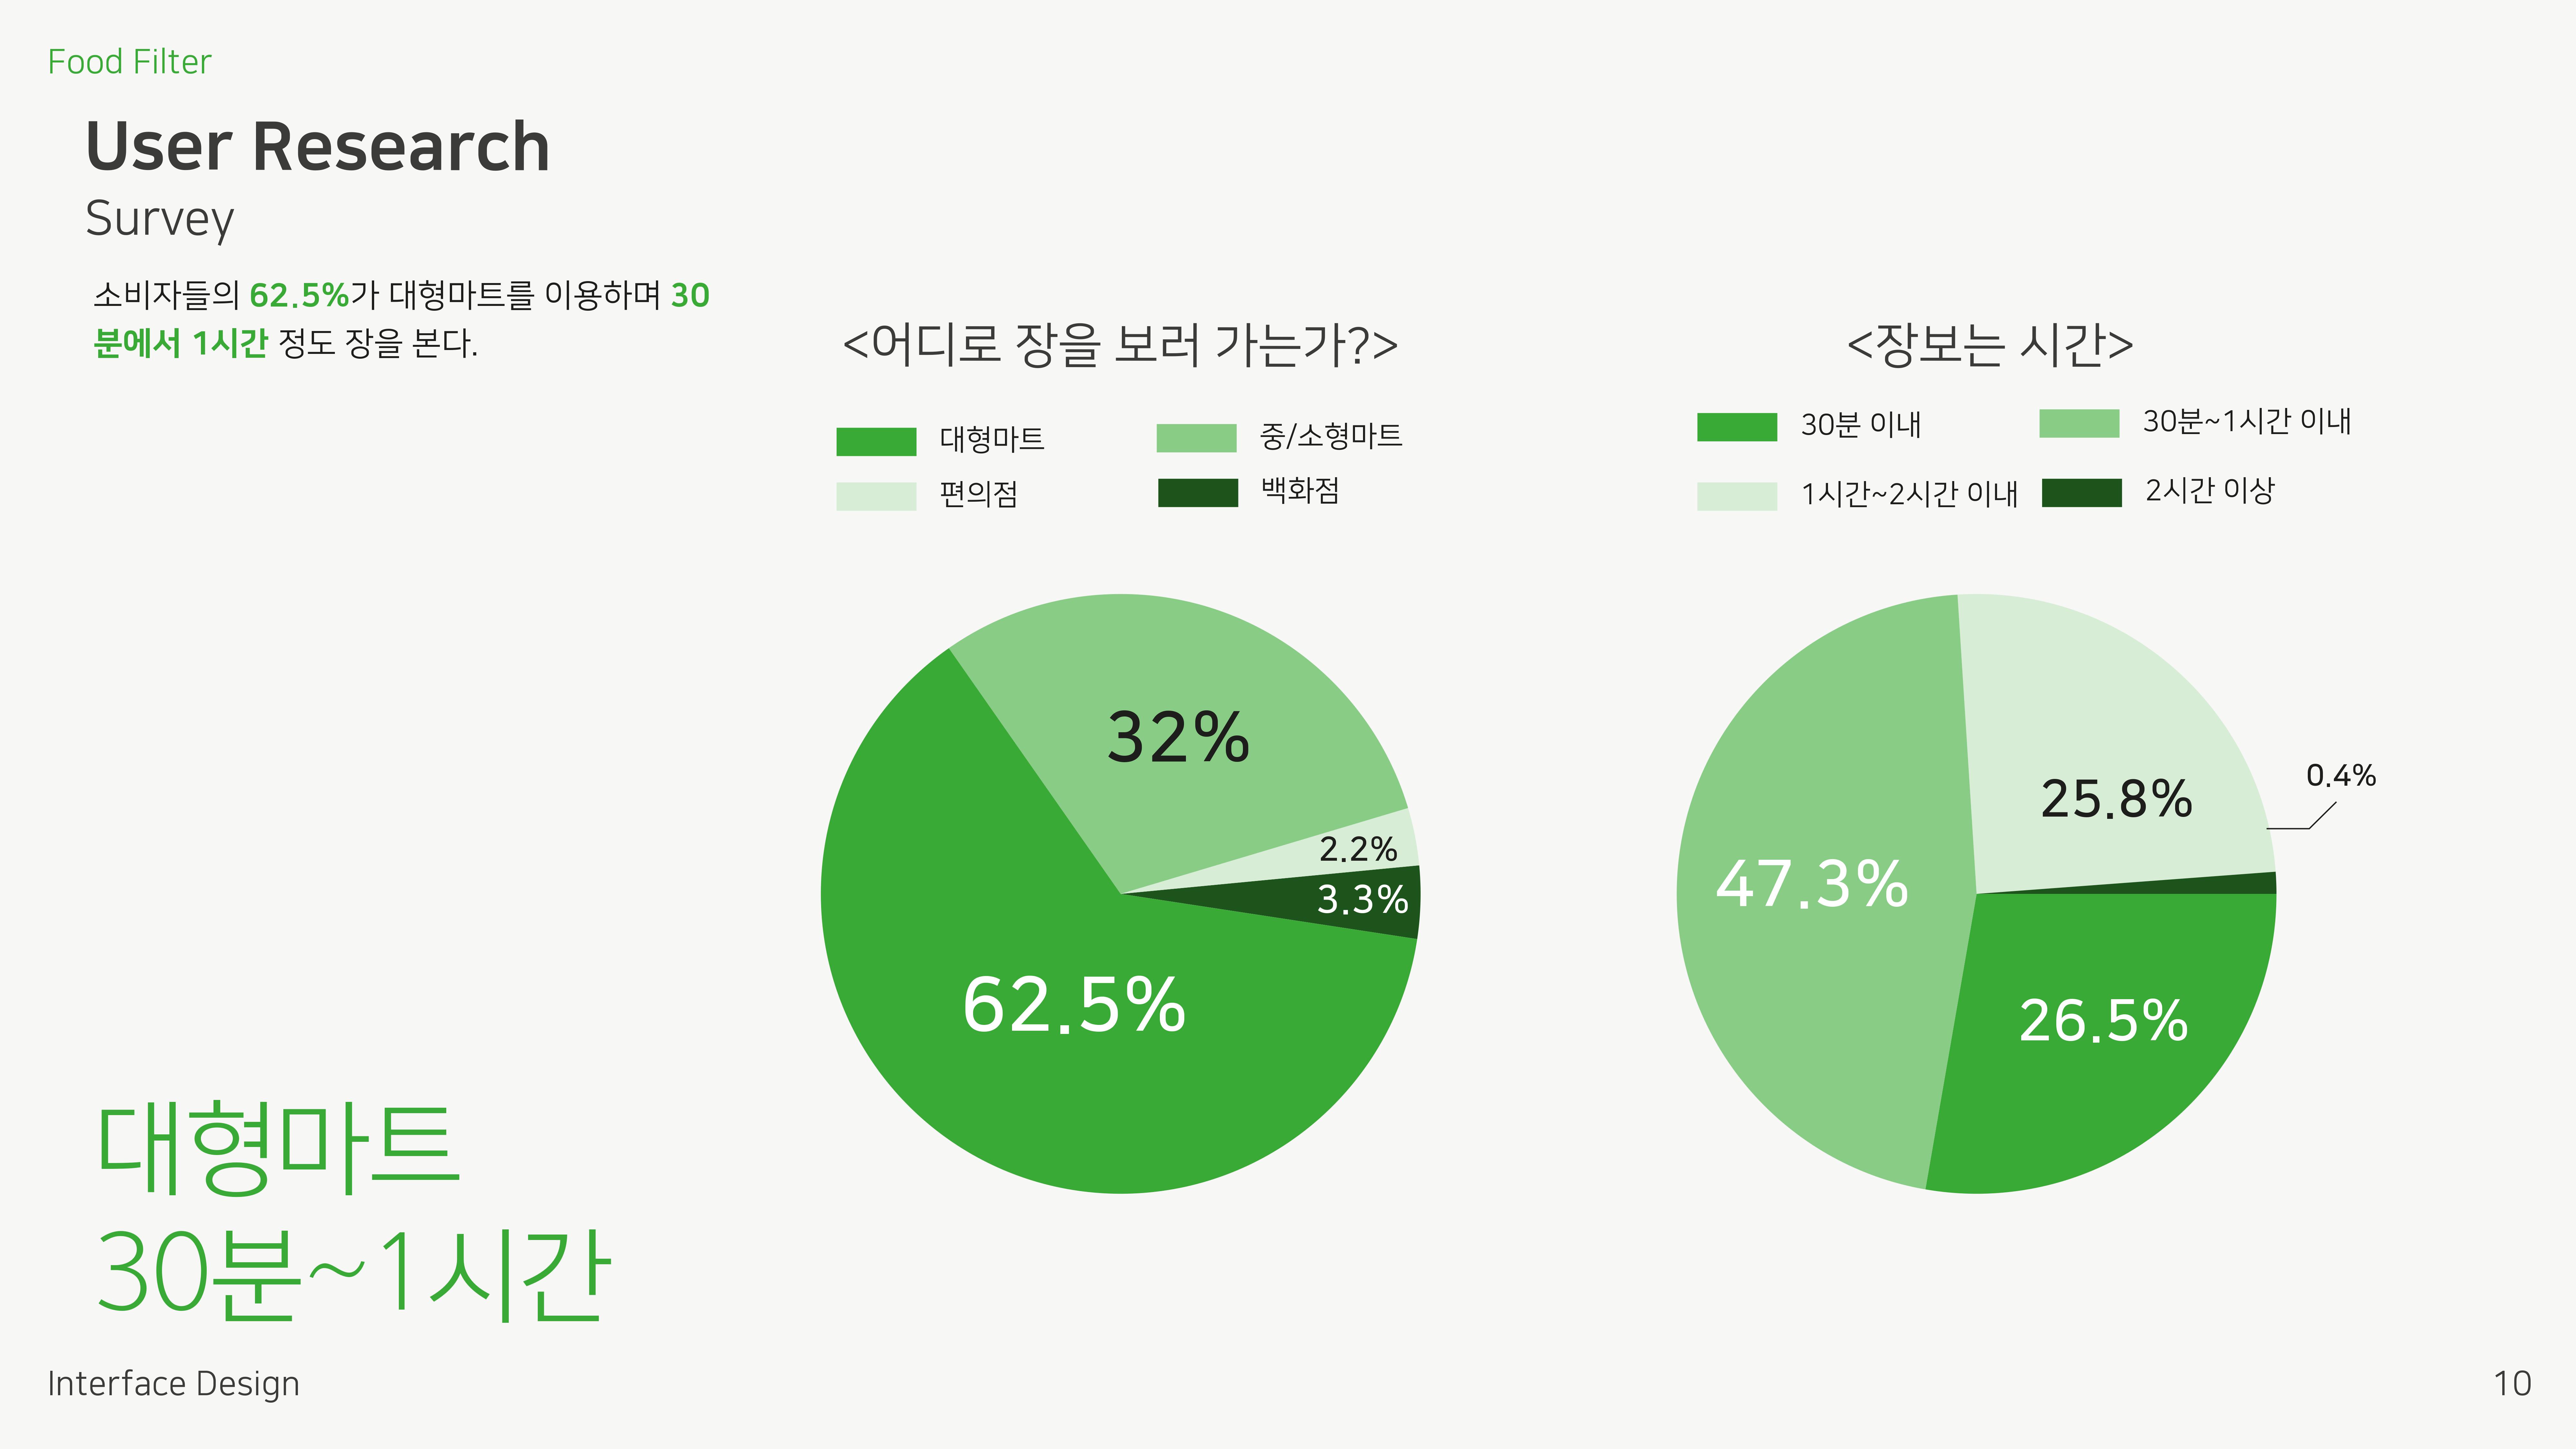 Food Filter
User Research
Survey
소비자들의 62.5%가 대형마트를 이용하며 30
분에서 1시간 정도 장을 본다.
<어디로 장을 보러 가는가?>
대형마트
중/소형마트
편의점
백화점
32%
2.2%
3.3%
62.5%
<장보는 시간>
30분 이내
30분~1시간 이내
1시간~2시간 이내
2시간 이상
25.8%
0.4%
47.3%
26.5%
대형마트
30분~1시간
Interface Design
10